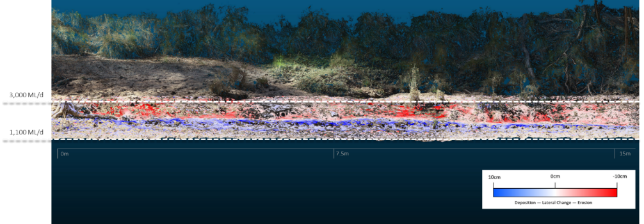 3,000 ML/d
1,100 ML/d
0m
7.5m
15m
10cm
0cm
-10cm
Deposition — Lateral Change — Erosion